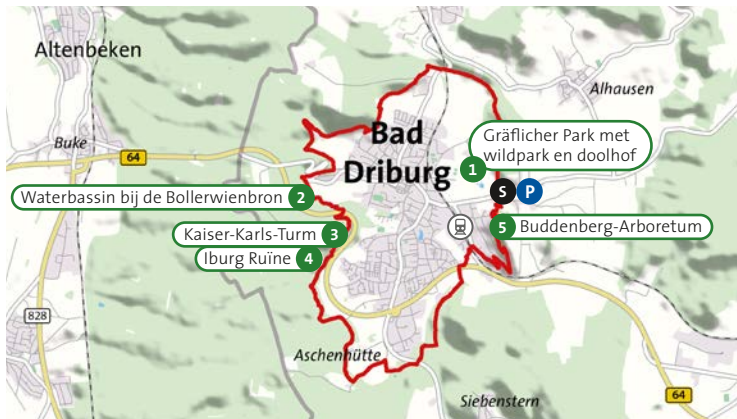 Altenbeken
Alhausen
Buke
64
Bad
Driburg
Gräflicher Park met
wildpark en doolhof
1
S P
Waterbassin bij de Bollerwienbron 2
Kaiser-Karls-Turm 3
5 Buddenberg-Arboretum
Iburg Ruïne 4
828
Aschenhütte
Siebenstern
64